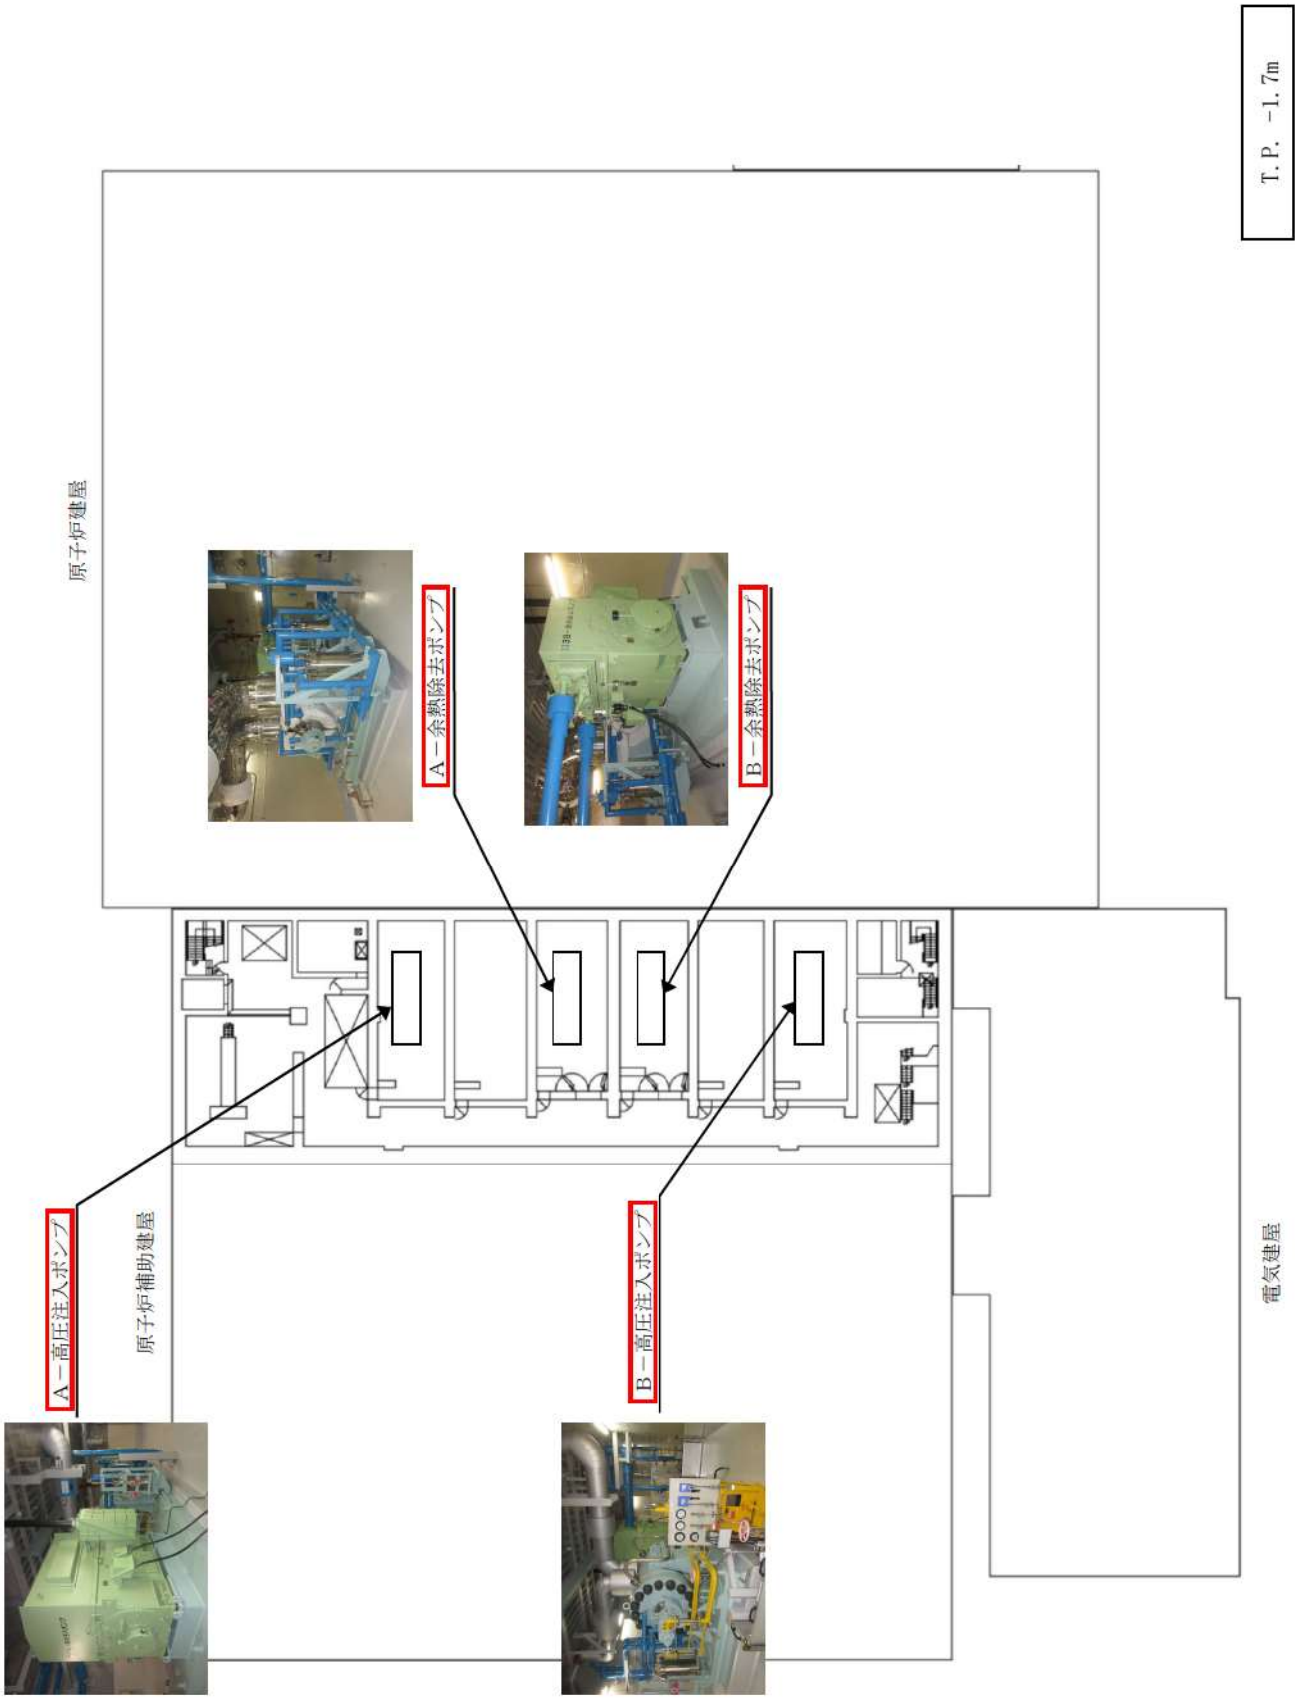 原子炉建屋
A－余熱除去ポンプ
B－余熱除去ポンプ
原子炉補助建屋
A－高圧注入ポンプ
B－高圧注入ポンプ
電気建屋
T.P. －1.7m